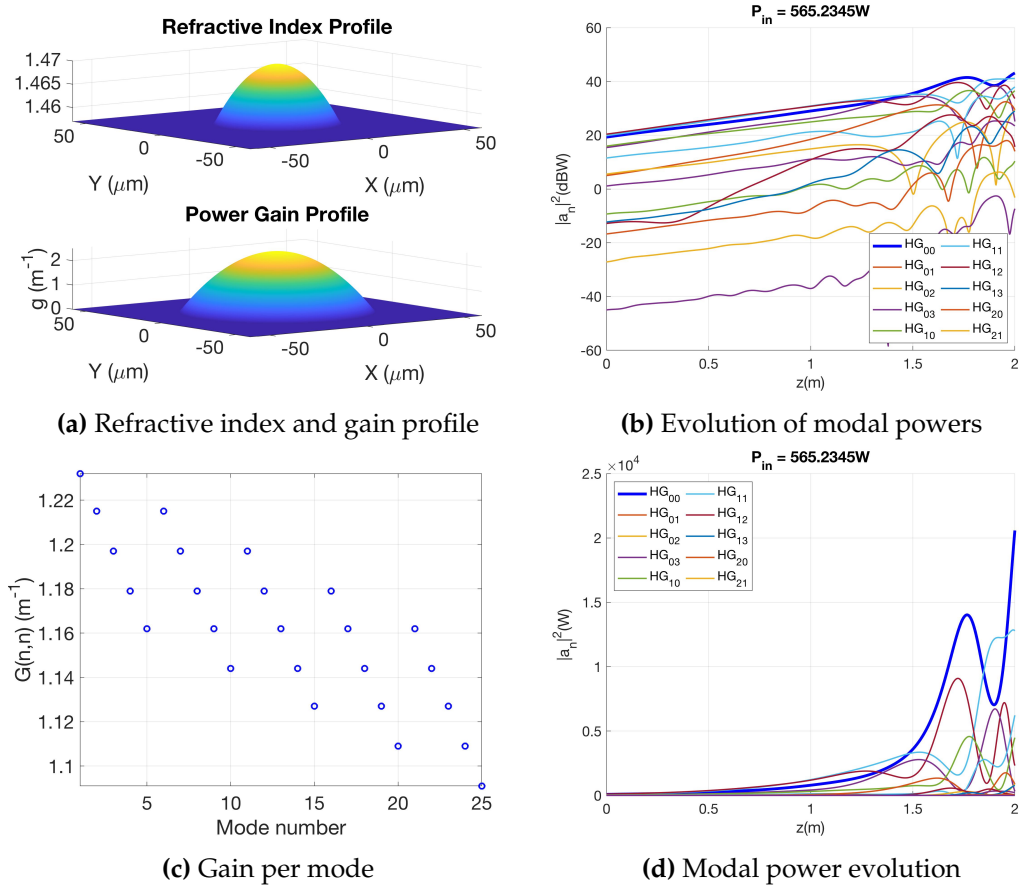 Refractive Index Profile
1.47
1.465
1.46
50
0
-50
Y (μm)
-50
0
50
X (μm)
Power Gain Profile
g (m⁻¹)
2
1
0
50
0
-50
Y (μm)
-50
0
50
X (μm)
(a) Refractive index and gain profile
P_in = 565.2345W
|a_n|²(dBW)
60
40
20
0
-20
-40
-60
HG₀₀ HG₁₁
HG₀₁ HG₁₂
HG₀₂ HG₁₃
HG₀₃ HG₂₀
HG₁₀ HG₂₁
0 0.5 1 1.5 2
z(m)
(b) Evolution of modal powers
G(n,n) (m⁻¹)
1.22
1.2
1.18
1.16
1.14
1.12
1.1
5 10 15 20 25
Mode number
(c) Gain per mode
P_in = 565.2345W
×10⁴
|a_n|²(W)
2.5
2
1.5
1
0.5
0
HG₀₀ HG₁₁
HG₀₁ HG₁₂
HG₀₂ HG₁₃
HG₀₃ HG₂₀
HG₁₀ HG₂₁
0 0.5 1 1.5 2
z(m)
(d) Modal power evolution